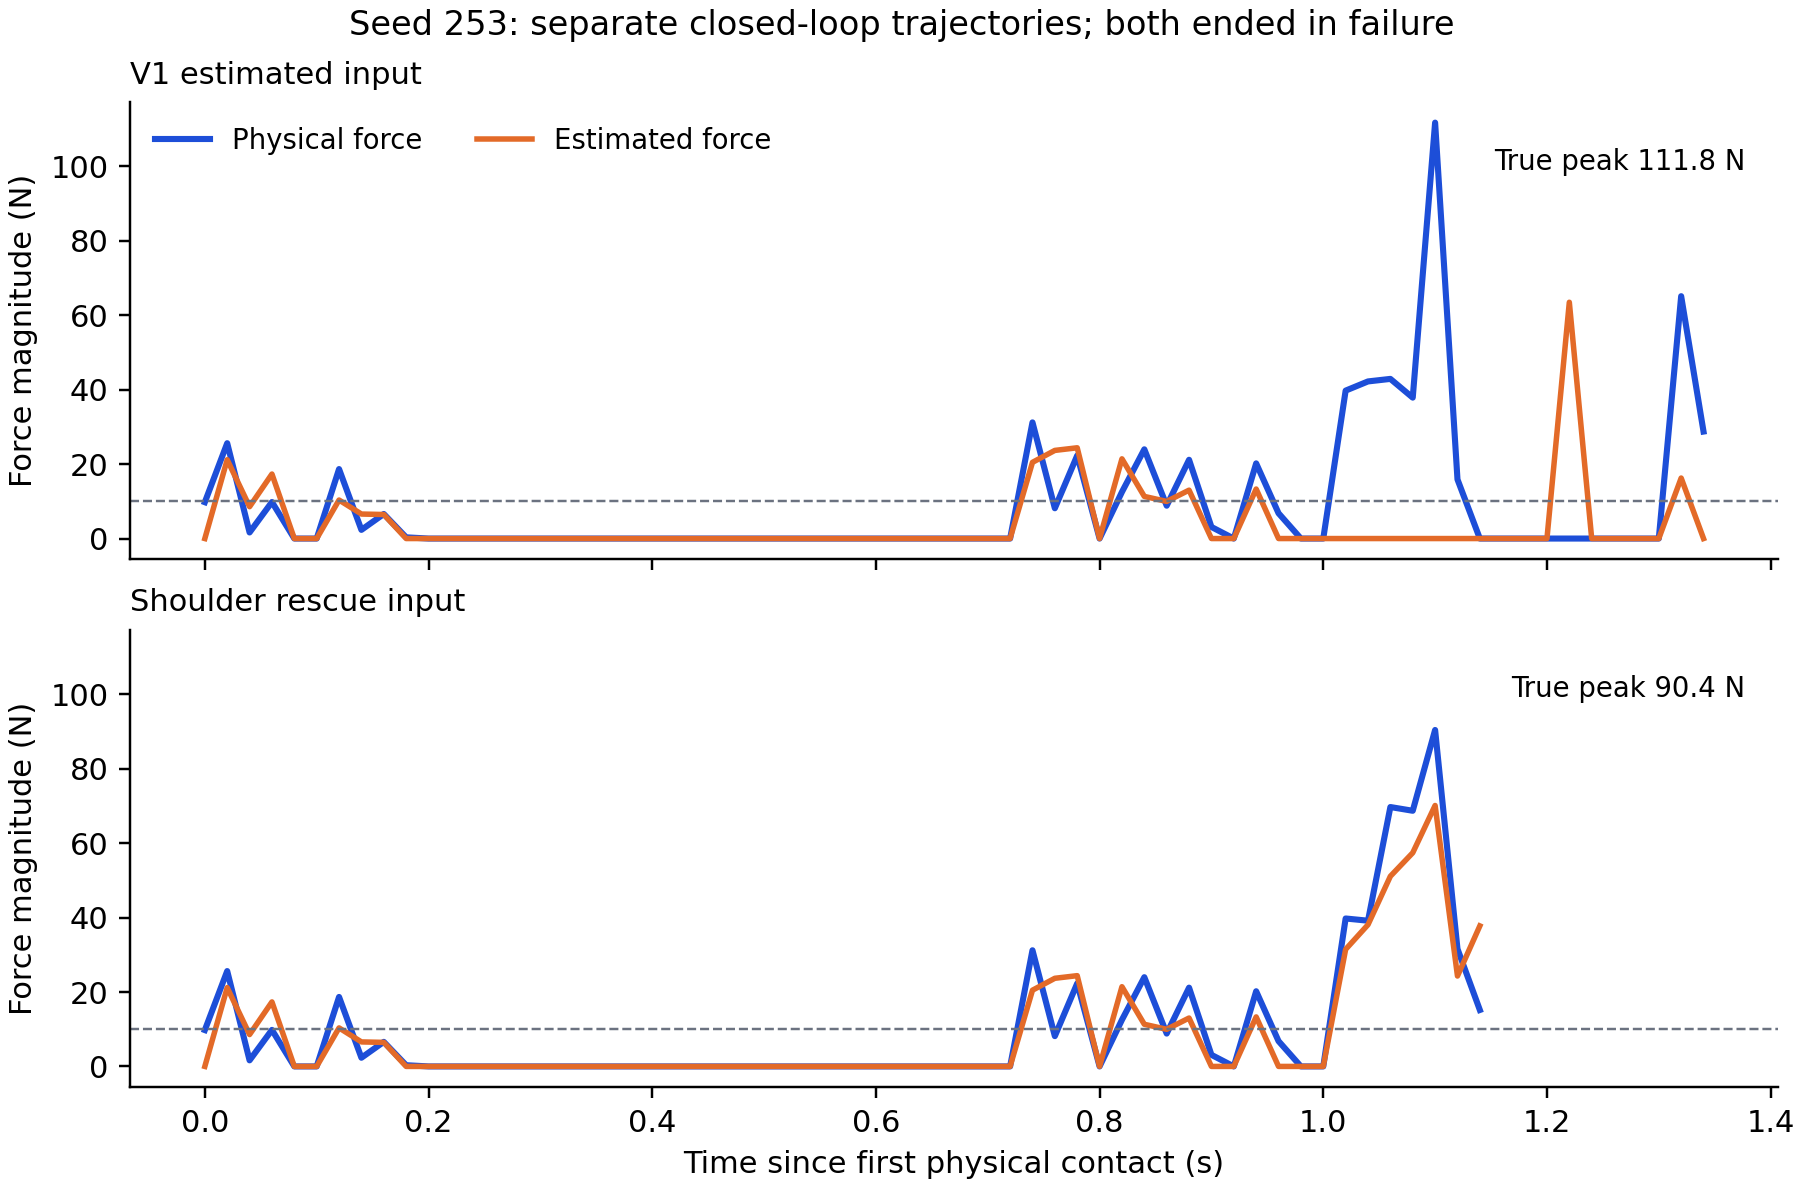 Seed 253: separate closed-loop trajectories; both ended in failure
V1 estimated input
Physical force
Estimated force
True peak 111.8 N
Force magnitude (N)
100
80
60
40
20
0
Shoulder rescue input
True peak 90.4 N
Force magnitude (N)
100
80
60
40
20
0
0.0 0.2 0.4 0.6 0.8 1.0 1.2 1.4
Time since first physical contact (s)